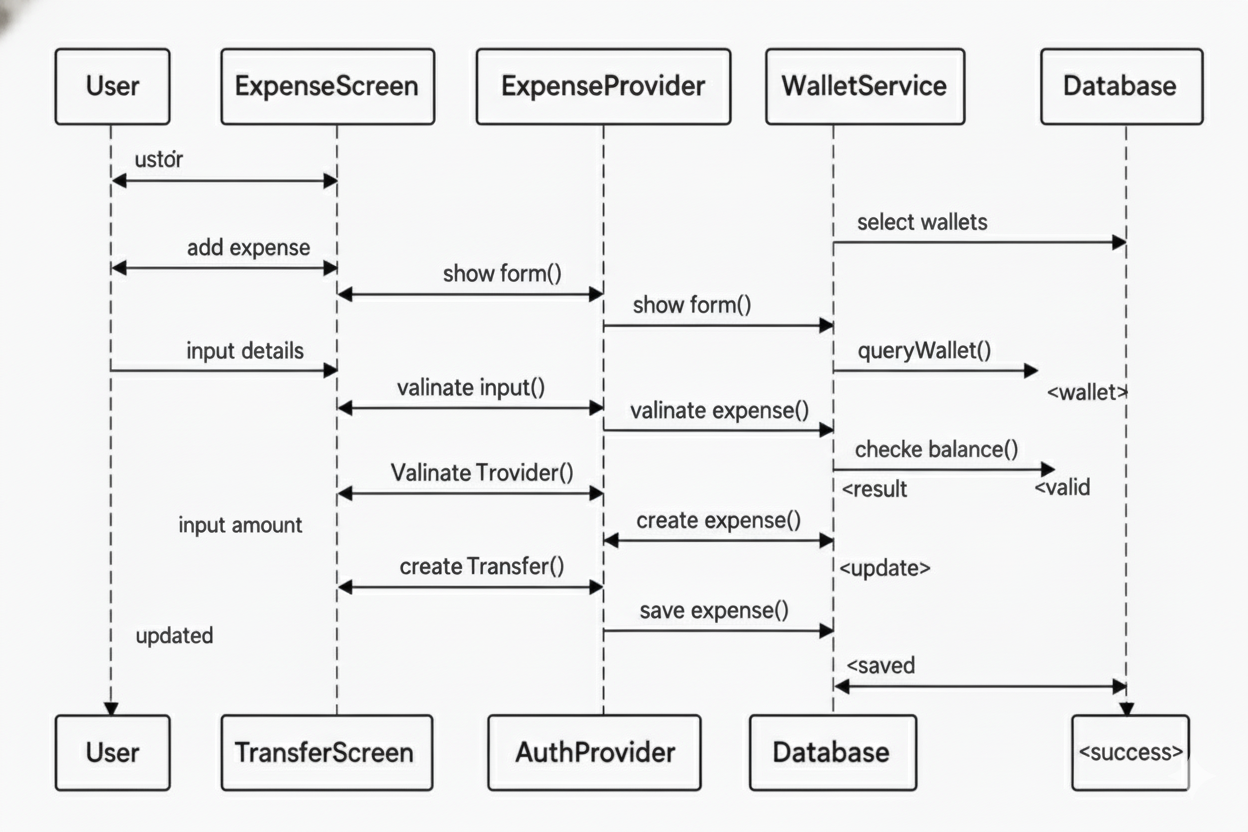 User
ExpenseScreen
ExpenseProvider
WalletService
Database
ustor
select wallets
add expense
show form()
show form()
input details
queryWallet()
valinate input()
<wallet>
valinate expense()
checke balance()
Valinate Trovider()
<result
<valid
input amount
create expense()
create Transfer()
<update>
save expense()
updated
<saved
User
TransferScreen
AuthProvider
Database
<success>